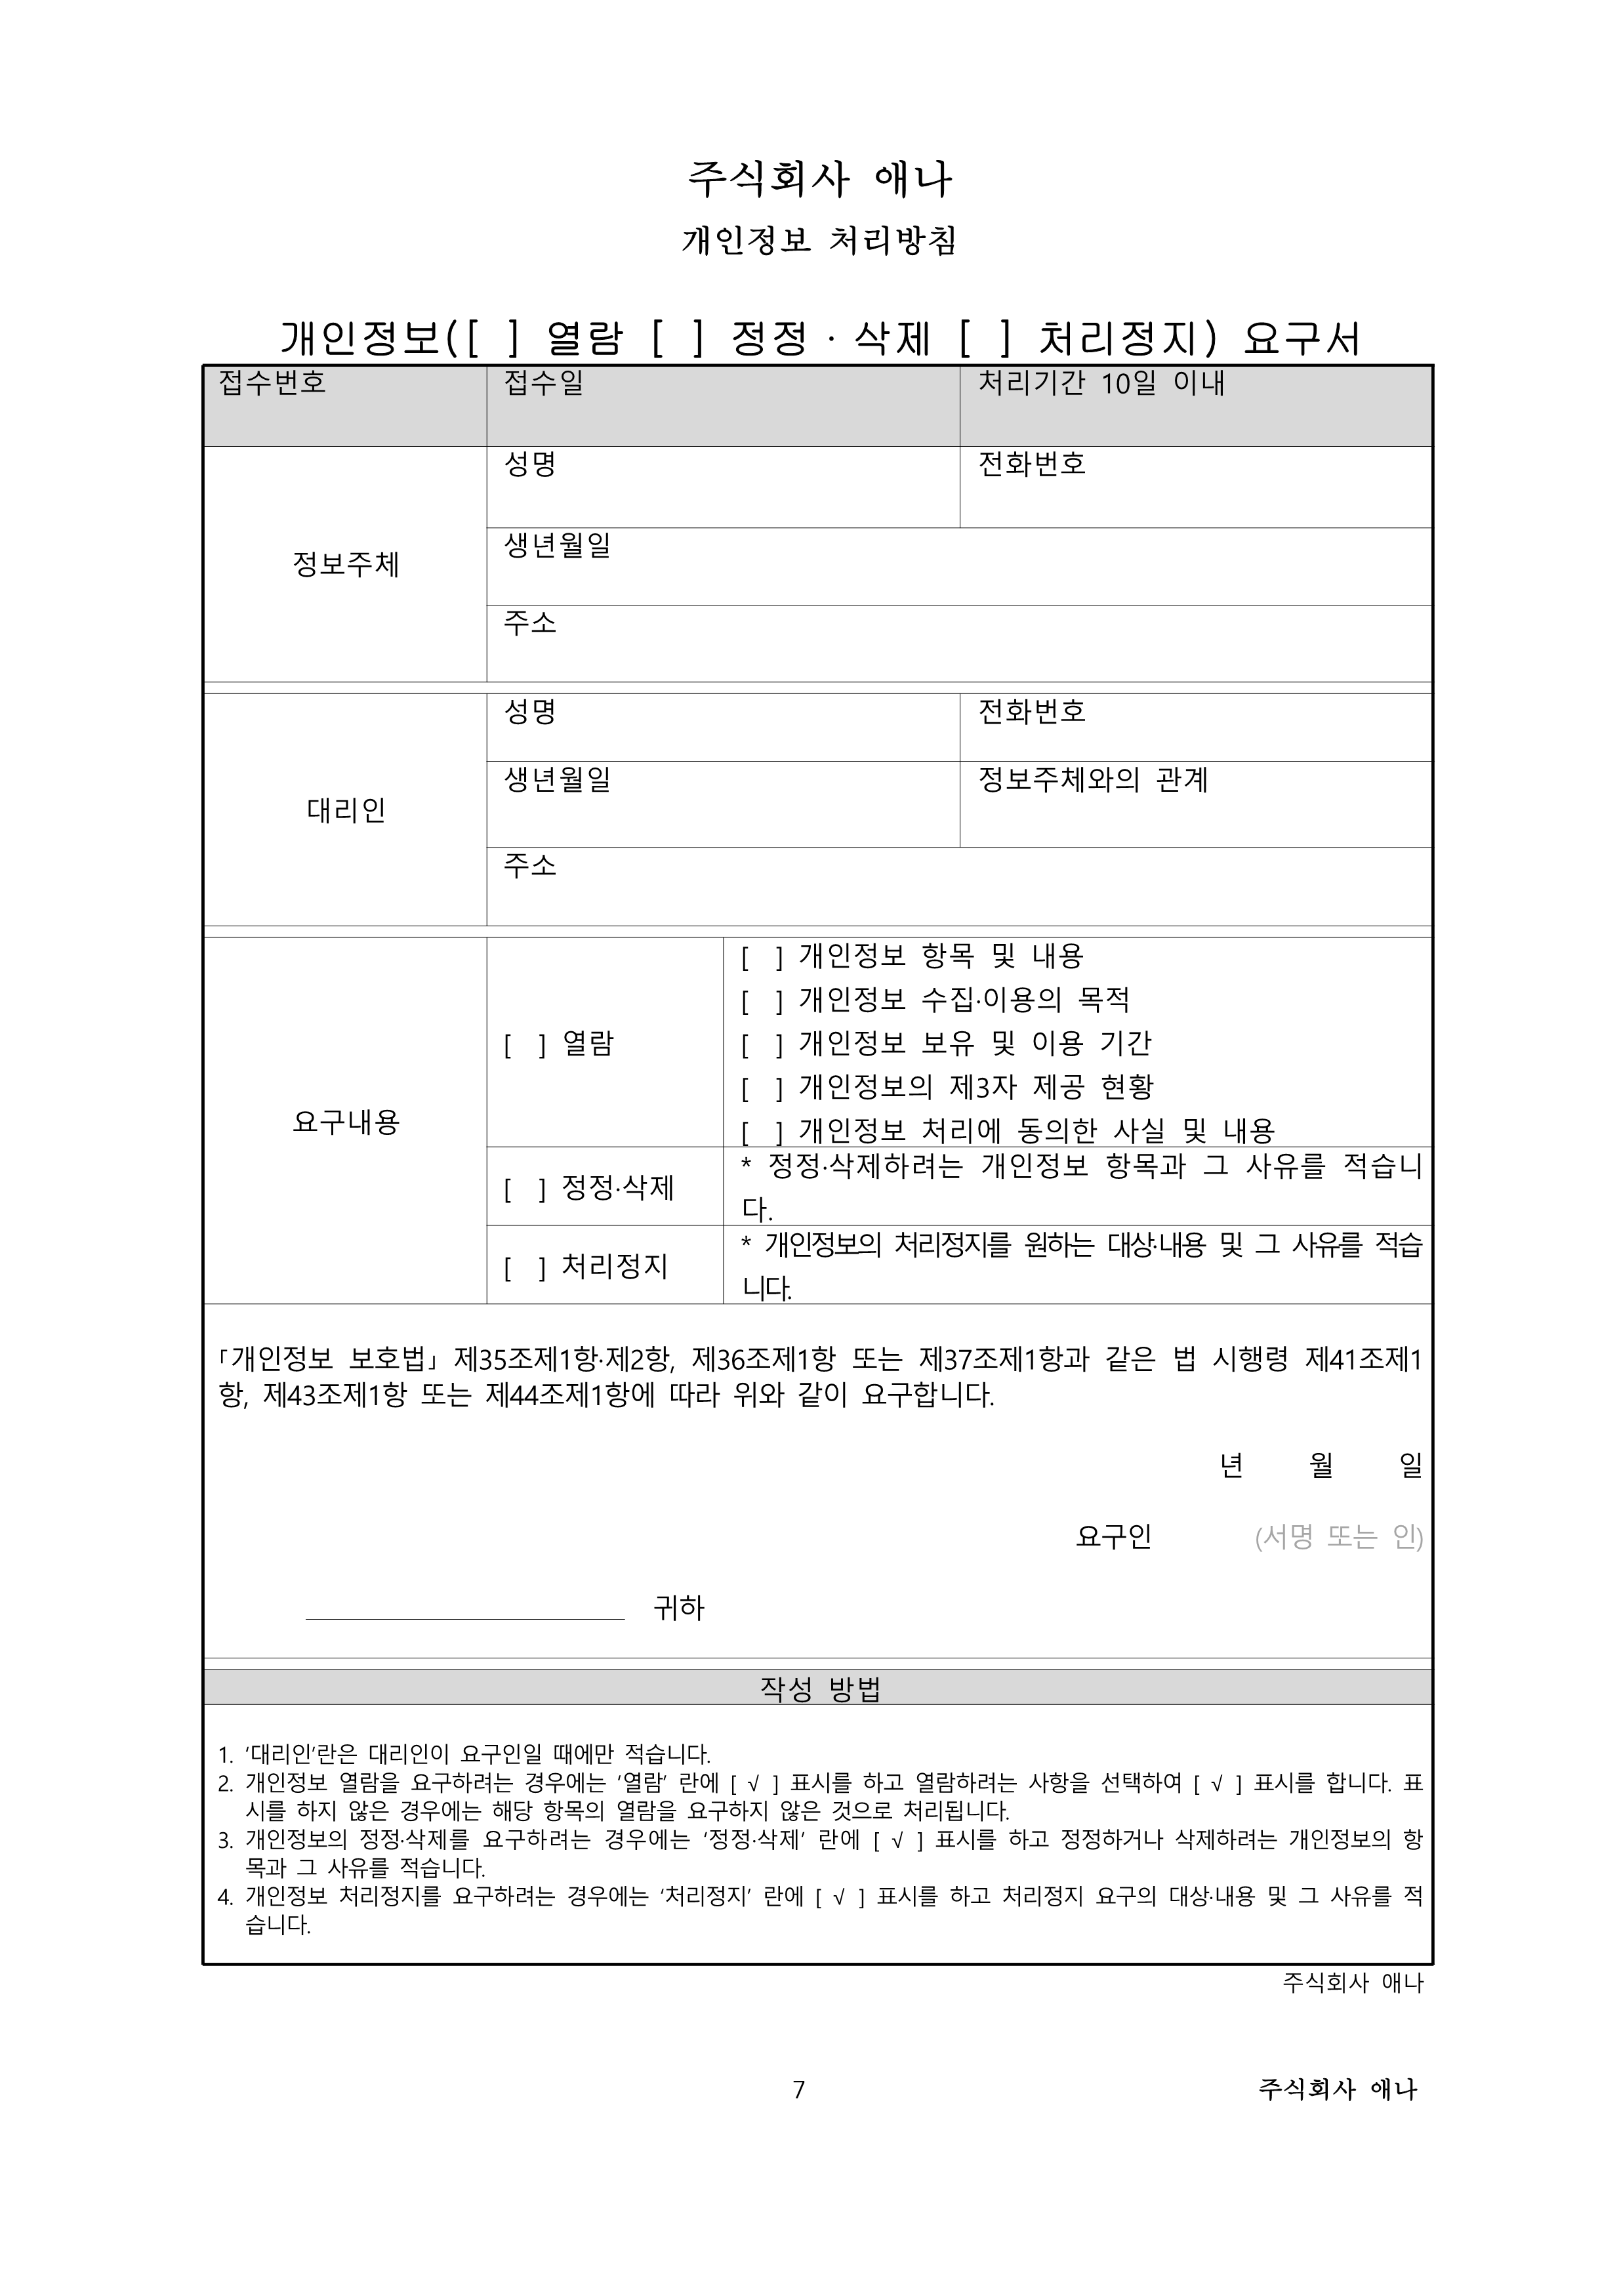 주식회사 애나
개인정보 처리방침
개인정보([ ] 열람 [ ] 정정 · 삭제 [ ] 처리정지) 요구서
접수번호 접수일 처리기간 10일 이내
성명 전화번호
정보주체
생년월일
주소
성명 전화번호
대리인
생년월일 정보주체와의 관계
주소
요구내용
[ ] 열람
[ ] 개인정보 항목 및 내용
[ ] 개인정보 수집·이용의 목적
[ ] 개인정보 보유 및 이용 기간
[ ] 개인정보의 제3자 제공 현황
[ ] 개인정보 처리에 동의한 사실 및 내용
[ ] 정정·삭제
* 정정·삭제하려는 개인정보 항목과 그 사유를 적습니
다.
[ ] 처리정지
* 개인정보의 처리정지를 원하는 대상·내용 및 그 사유를 적습
니다.
「개인정보 보호법」 제35조제1항·제2항, 제36조제1항 또는 제37조제1항과 같은 법 시행령 제41조제1
항, 제43조제1항 또는 제44조제1항에 따라 위와 같이 요구합니다.
년 월 일
요구인 (서명 또는 인)
귀하
작성 방법
1. ‘대리인’란은 대리인이 요구인일 때에만 적습니다.
2. 개인정보 열람을 요구하려는 경우에는 ‘열람’ 란에 [ √ ] 표시를 하고 열람하려는 사항을 선택하여 [ √ ] 표시를 합니다. 표
시를 하지 않은 경우에는 해당 항목의 열람을 요구하지 않은 것으로 처리됩니다.
3. 개인정보의 정정·삭제를 요구하려는 경우에는 ‘정정·삭제’ 란에 [ √ ] 표시를 하고 정정하거나 삭제하려는 개인정보의 항
목과 그 사유를 적습니다.
4. 개인정보 처리정지를 요구하려는 경우에는 ‘처리정지’ 란에 [ √ ] 표시를 하고 처리정지 요구의 대상·내용 및 그 사유를 적
습니다.
주식회사 애나
7 주식회사 애나